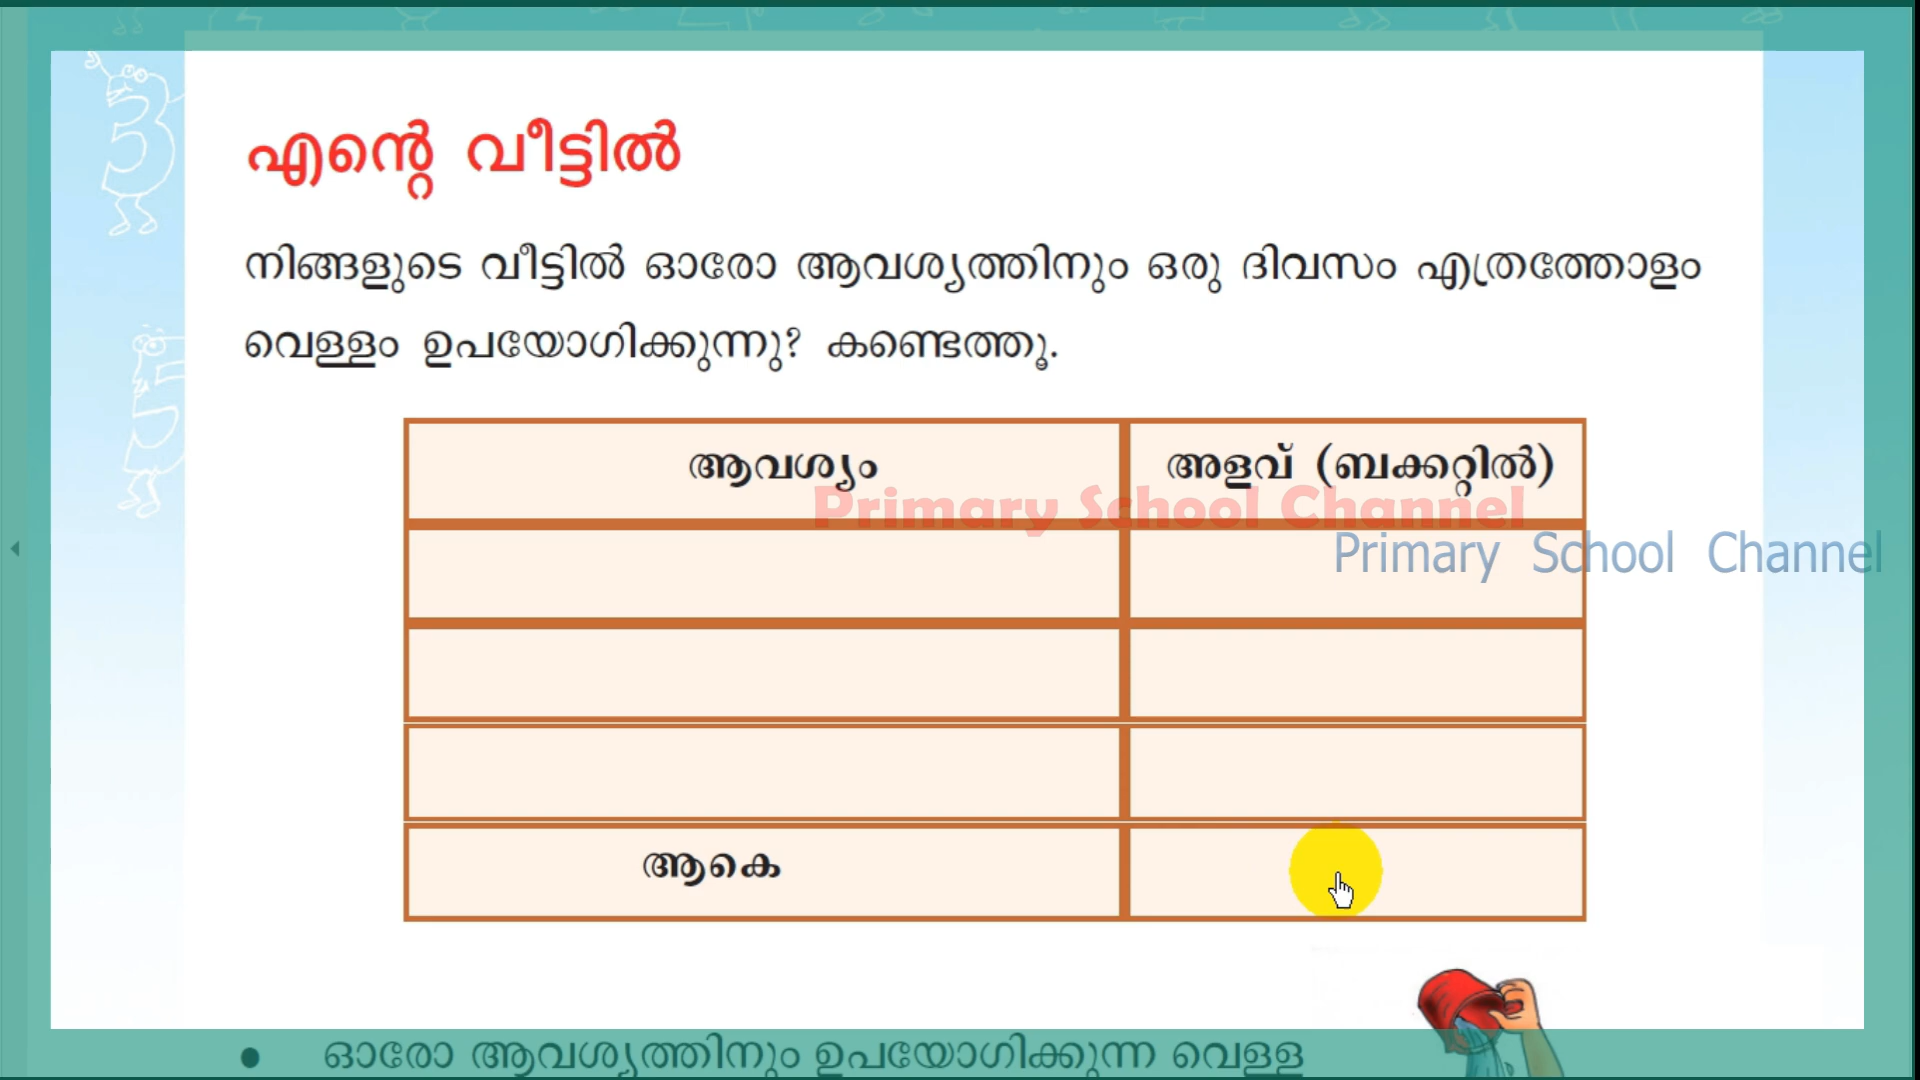 എന്റെ വീട്ടിൽ
നിങ്ങളുടെ വീട്ടിൽ ഓരോ ആവശ്യത്തിനും ഒരു ദിവസം എത്രത്തോളം
വെള്ളം ഉപയോഗിക്കുന്നു? കണ്ടെത്തൂ.
ആവശ്യം അളവ് (ബക്കറ്റിൽ)
Primary School Channel
Primary School Channel
ആകെ
● ഓരോ ആവശ്യത്തിനും ഉപയോഗിക്കുന്ന വെള്ള